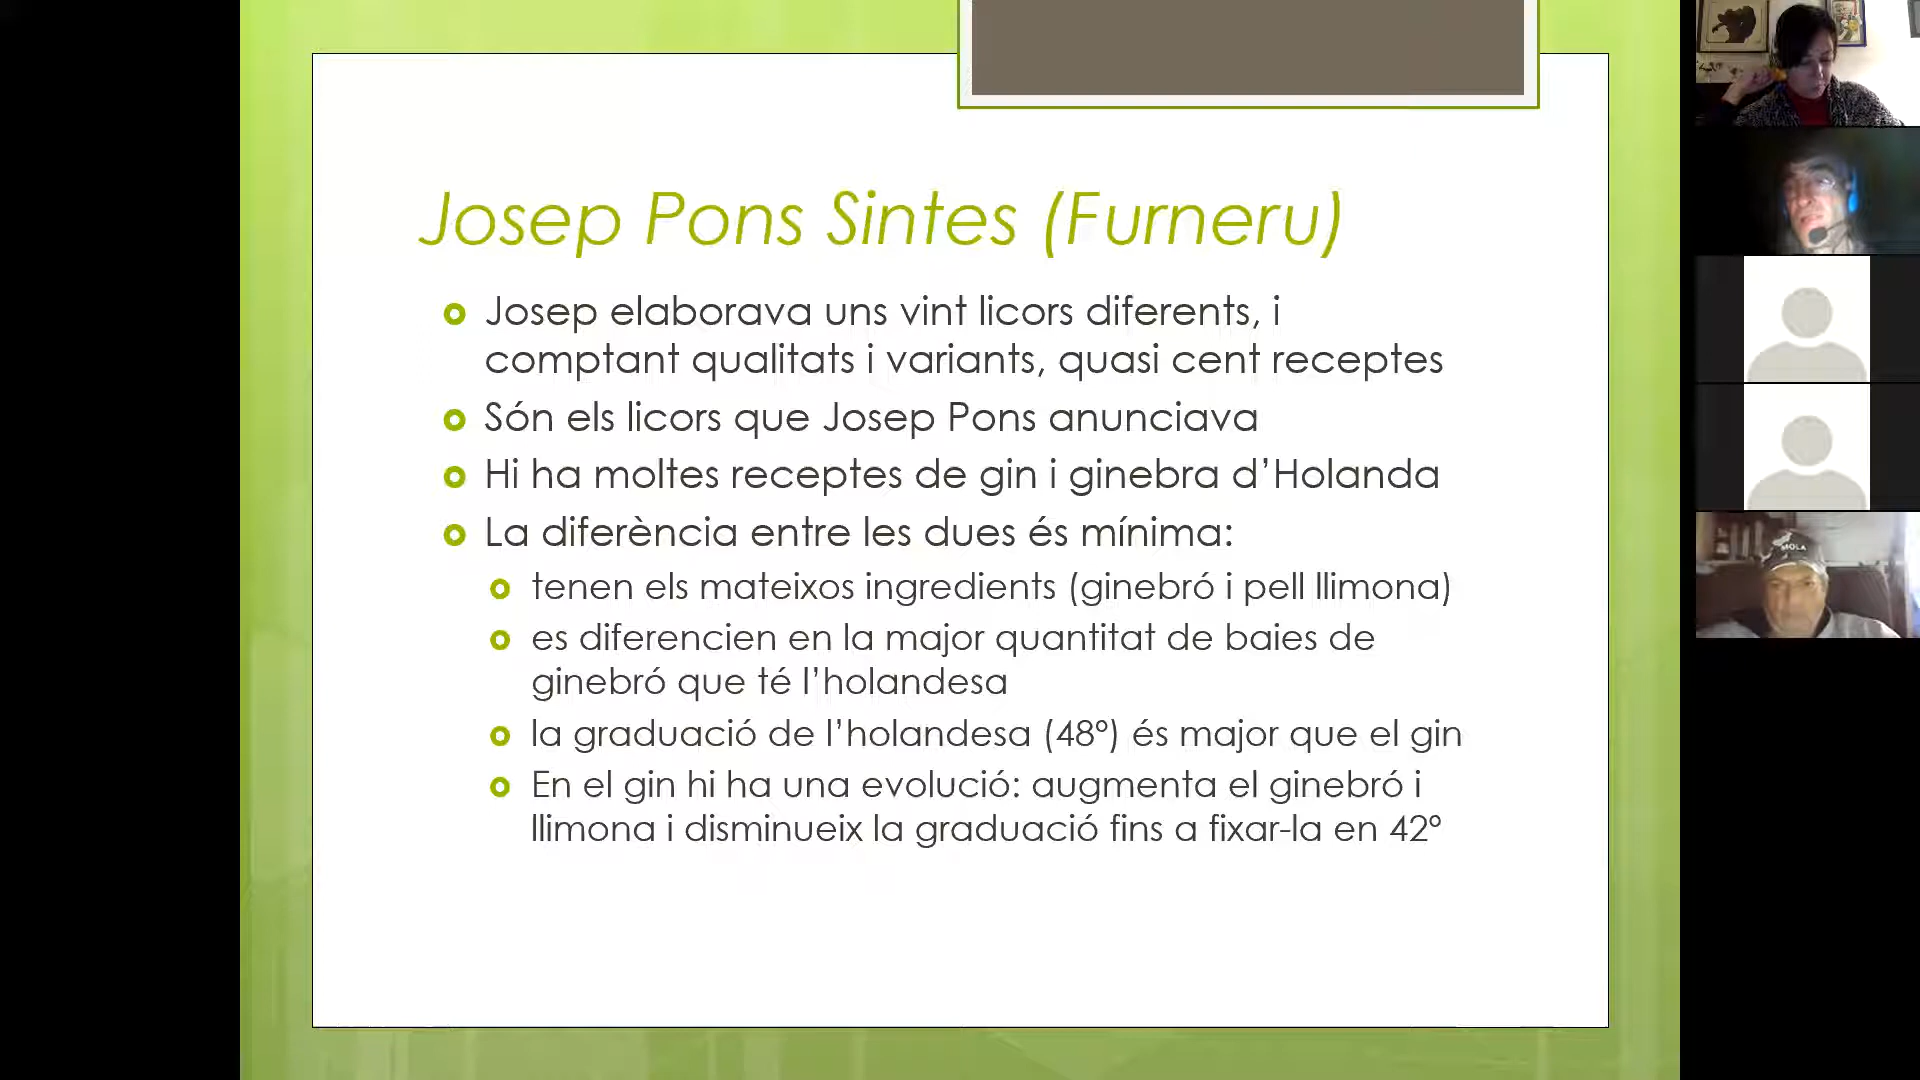 Josep Pons Sintes (Furneru)
Josep elaborava uns vint licors diferents, i
comptant qualitats i variants, quasi cent receptes
Són els licors que Josep Pons anunciava
Hi ha moltes receptes de gin i ginebra d’Holanda
La diferència entre les dues és mínima:
tenen els mateixos ingredients (ginebró i pell llimona)
es diferencien en la major quantitat de baies de
ginebró que té l’holandesa
la graduació de l’holandesa (48º) és major que el gin
En el gin hi ha una evolució: augmenta el ginebró i
llimona i disminueix la graduació fins a fixar-la en 42º
MOLA